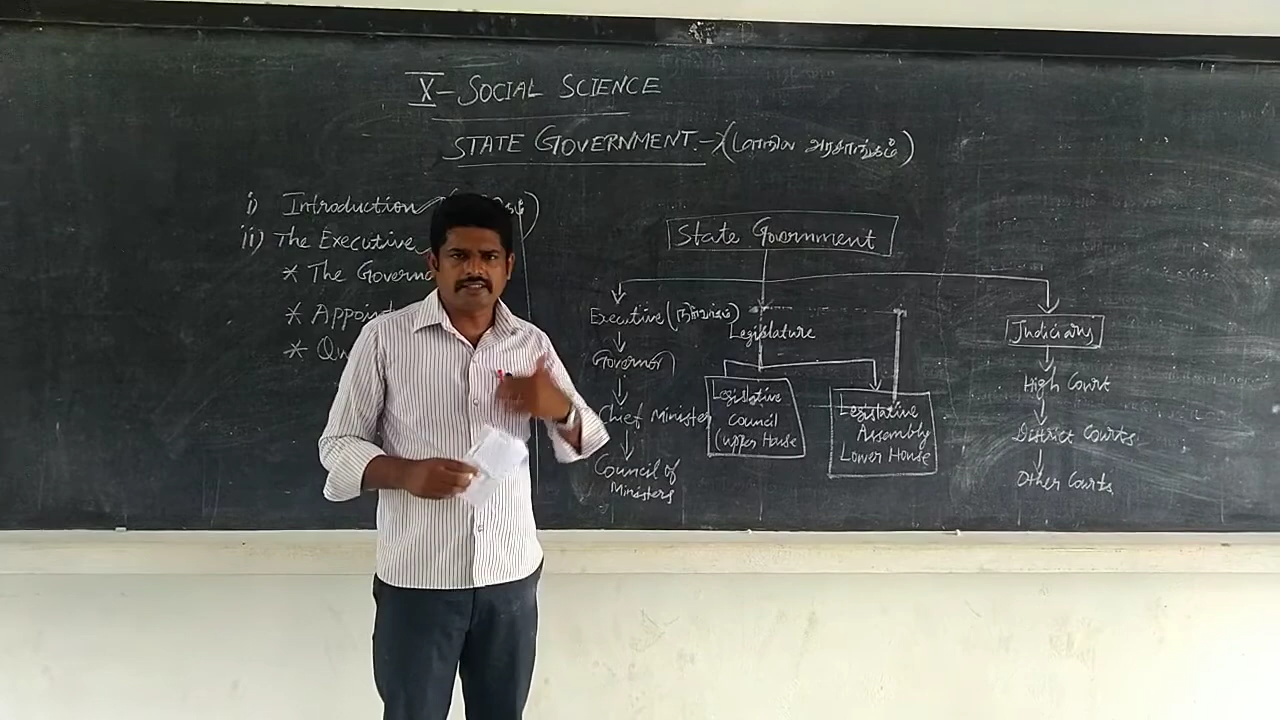 X - SOCIAL SCIENCE
STATE GOVERNMENT. - (மாநில அரசாங்கம்)
i) Introduction
ii) The Executive
* The Governo
* Appoint
* Qu
State Government
Executive (நிர்வாகம்)
Governor
Chief Minister
Council of
Ministers
Legislature
Legislative
Council
(upper House
Legislative
Assembly
Lower House
Judiciary
High Court
District Courts
Other Courts